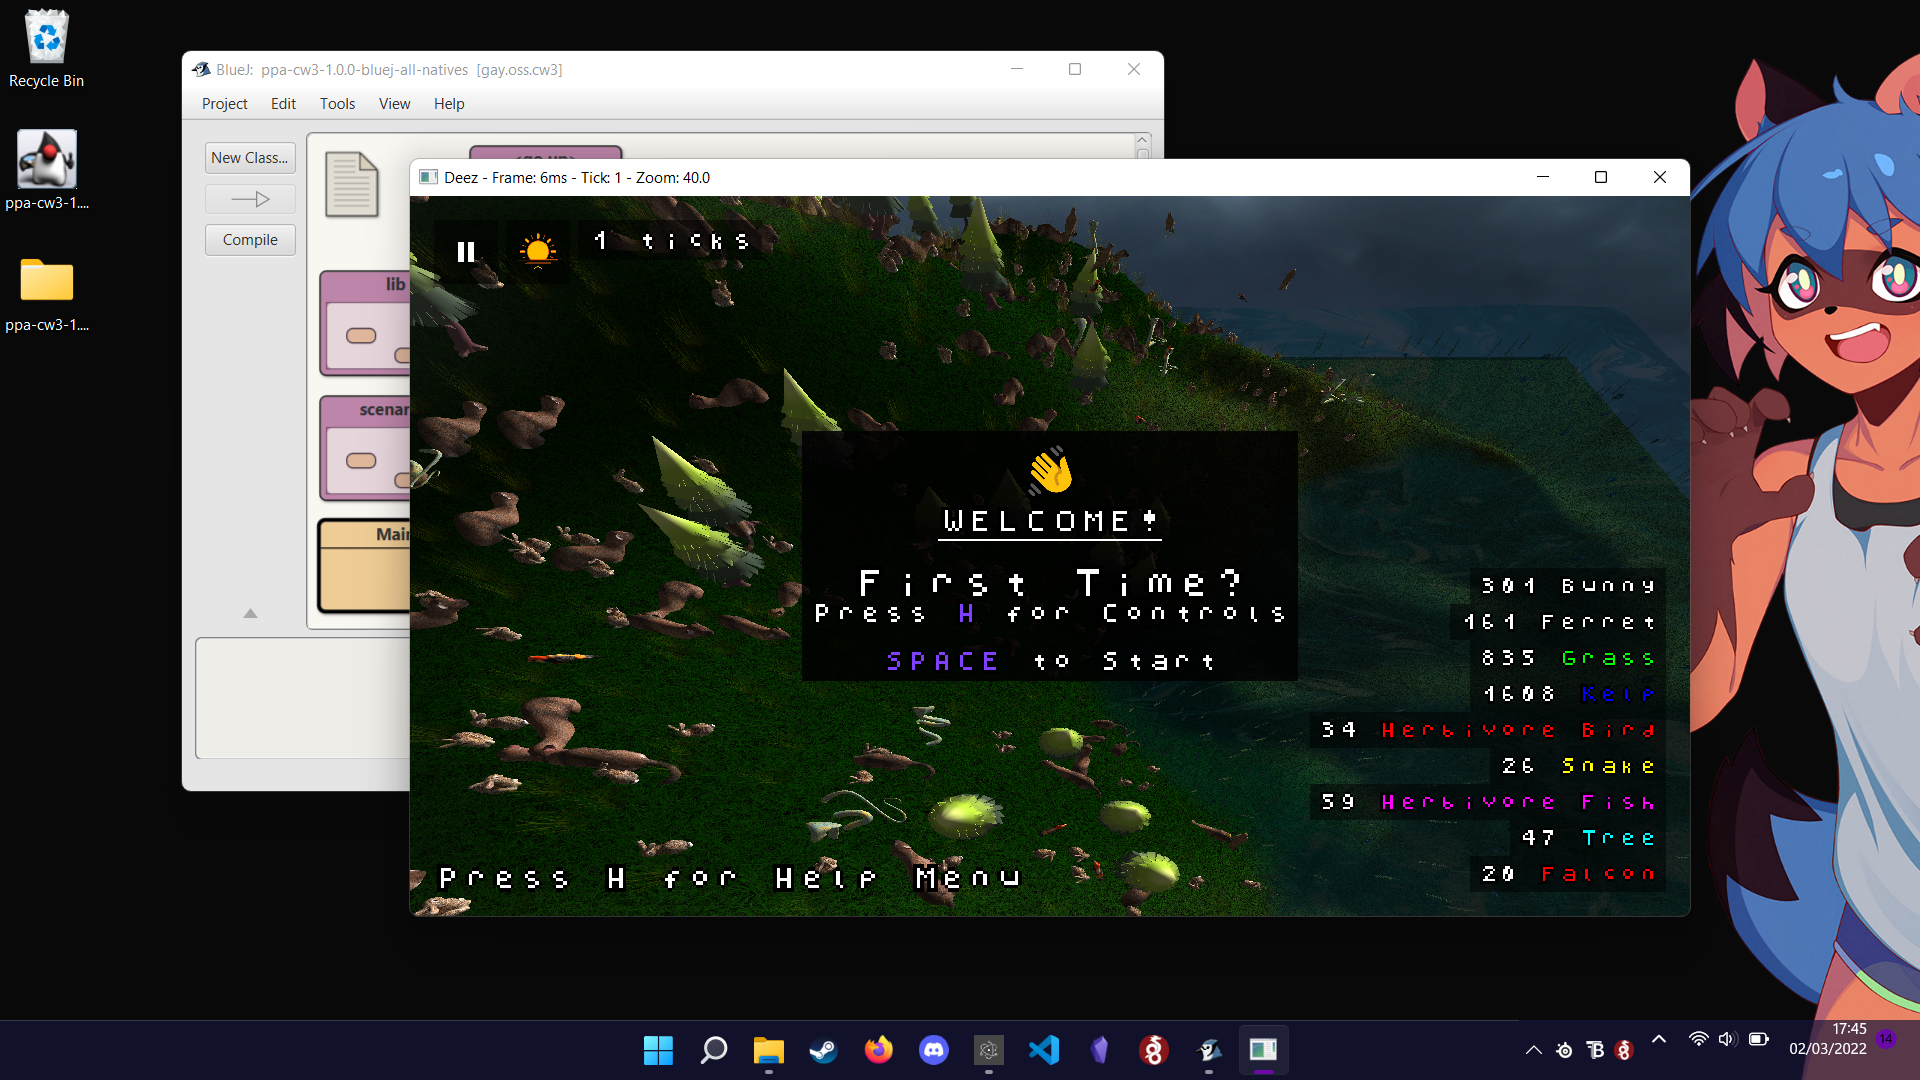 Recycle Bin
ppa-cw3-1....
ppa-cw3-1....
BlueJ: ppa-cw3-1.0.0-bluej-all-natives [gay.oss.cw3]
Project Edit Tools View Help
New Class...
Compile
<go up>
lib
scenar
Main
Deez - Frame: 6ms - Tick: 1 - Zoom: 40.0
1 ticks
WELCOME!
First Time?
Press H for Controls
SPACE to Start
301 Bunny
161 Ferret
835 Grass
1608 Kelp
34 Herbivore Bird
26 Snake
59 Herbivore Fish
47 Tree
20 Falcon
Press H for Help Menu
17:45
02/03/2022
14